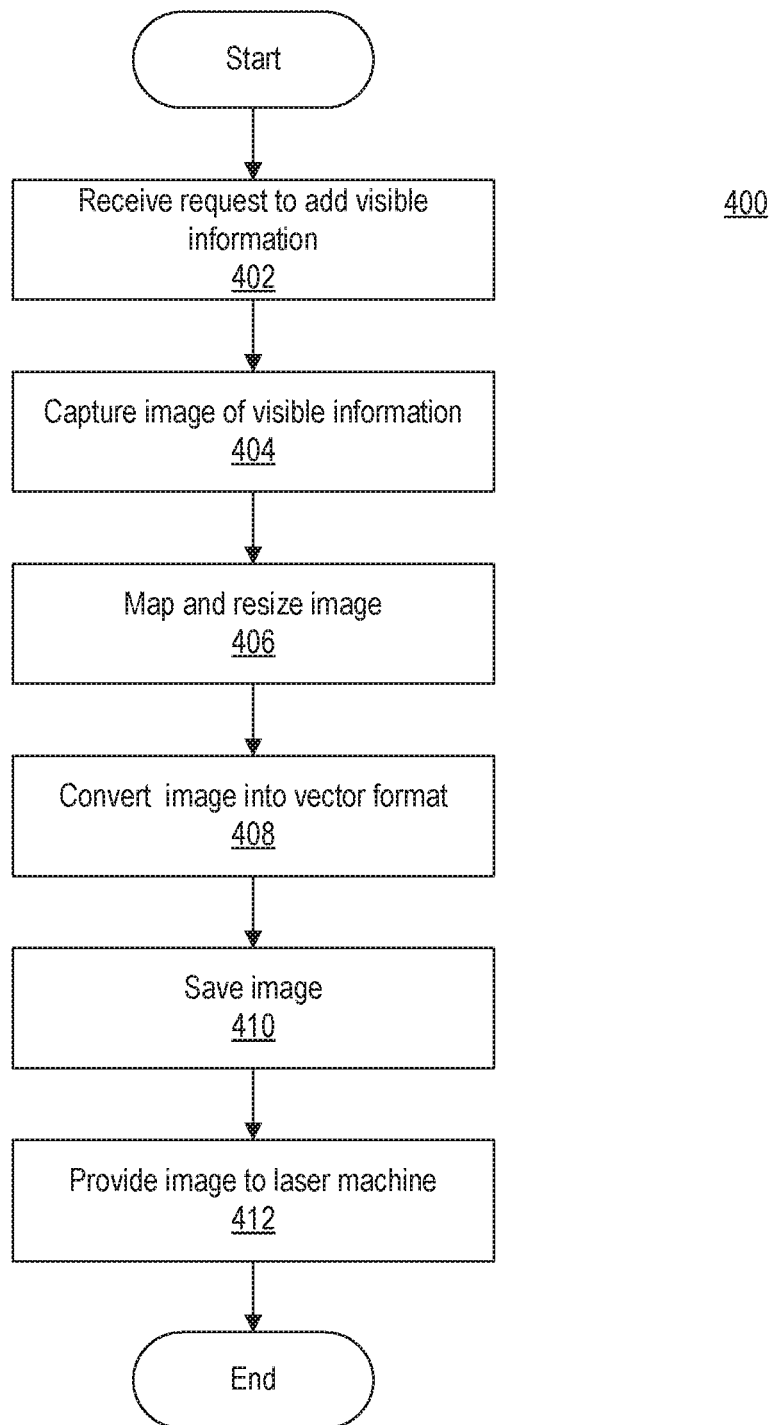 Start
Receive request to add visible
information
402
400
Capture image of visible information
404
Map and resize image
406
Convert image into vector format
408
Save image
410
Provide image to laser machine
412
End